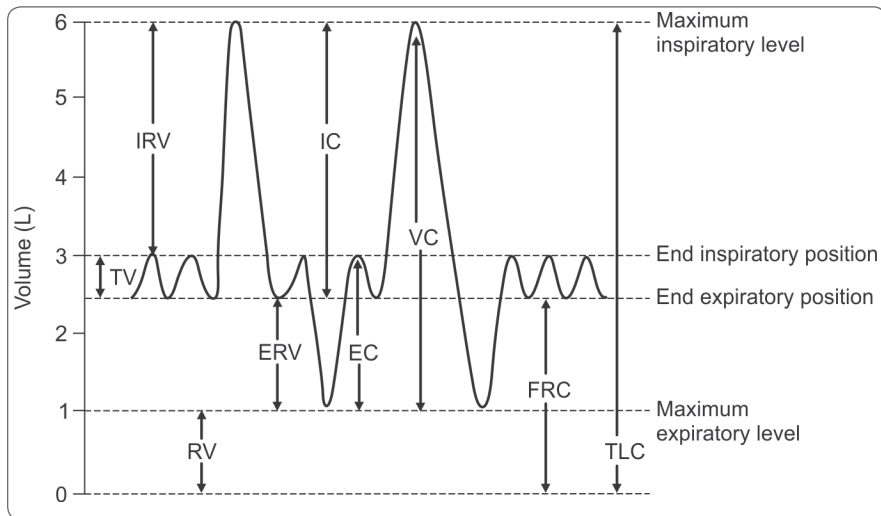 6
Maximum
inspiratory level
5
IRV
IC
4
Volume (L)
VC
3
End inspiratory position
TV
End expiratory position
2
ERV
EC
FRC
1
Maximum
expiratory level
RV
TLC
0